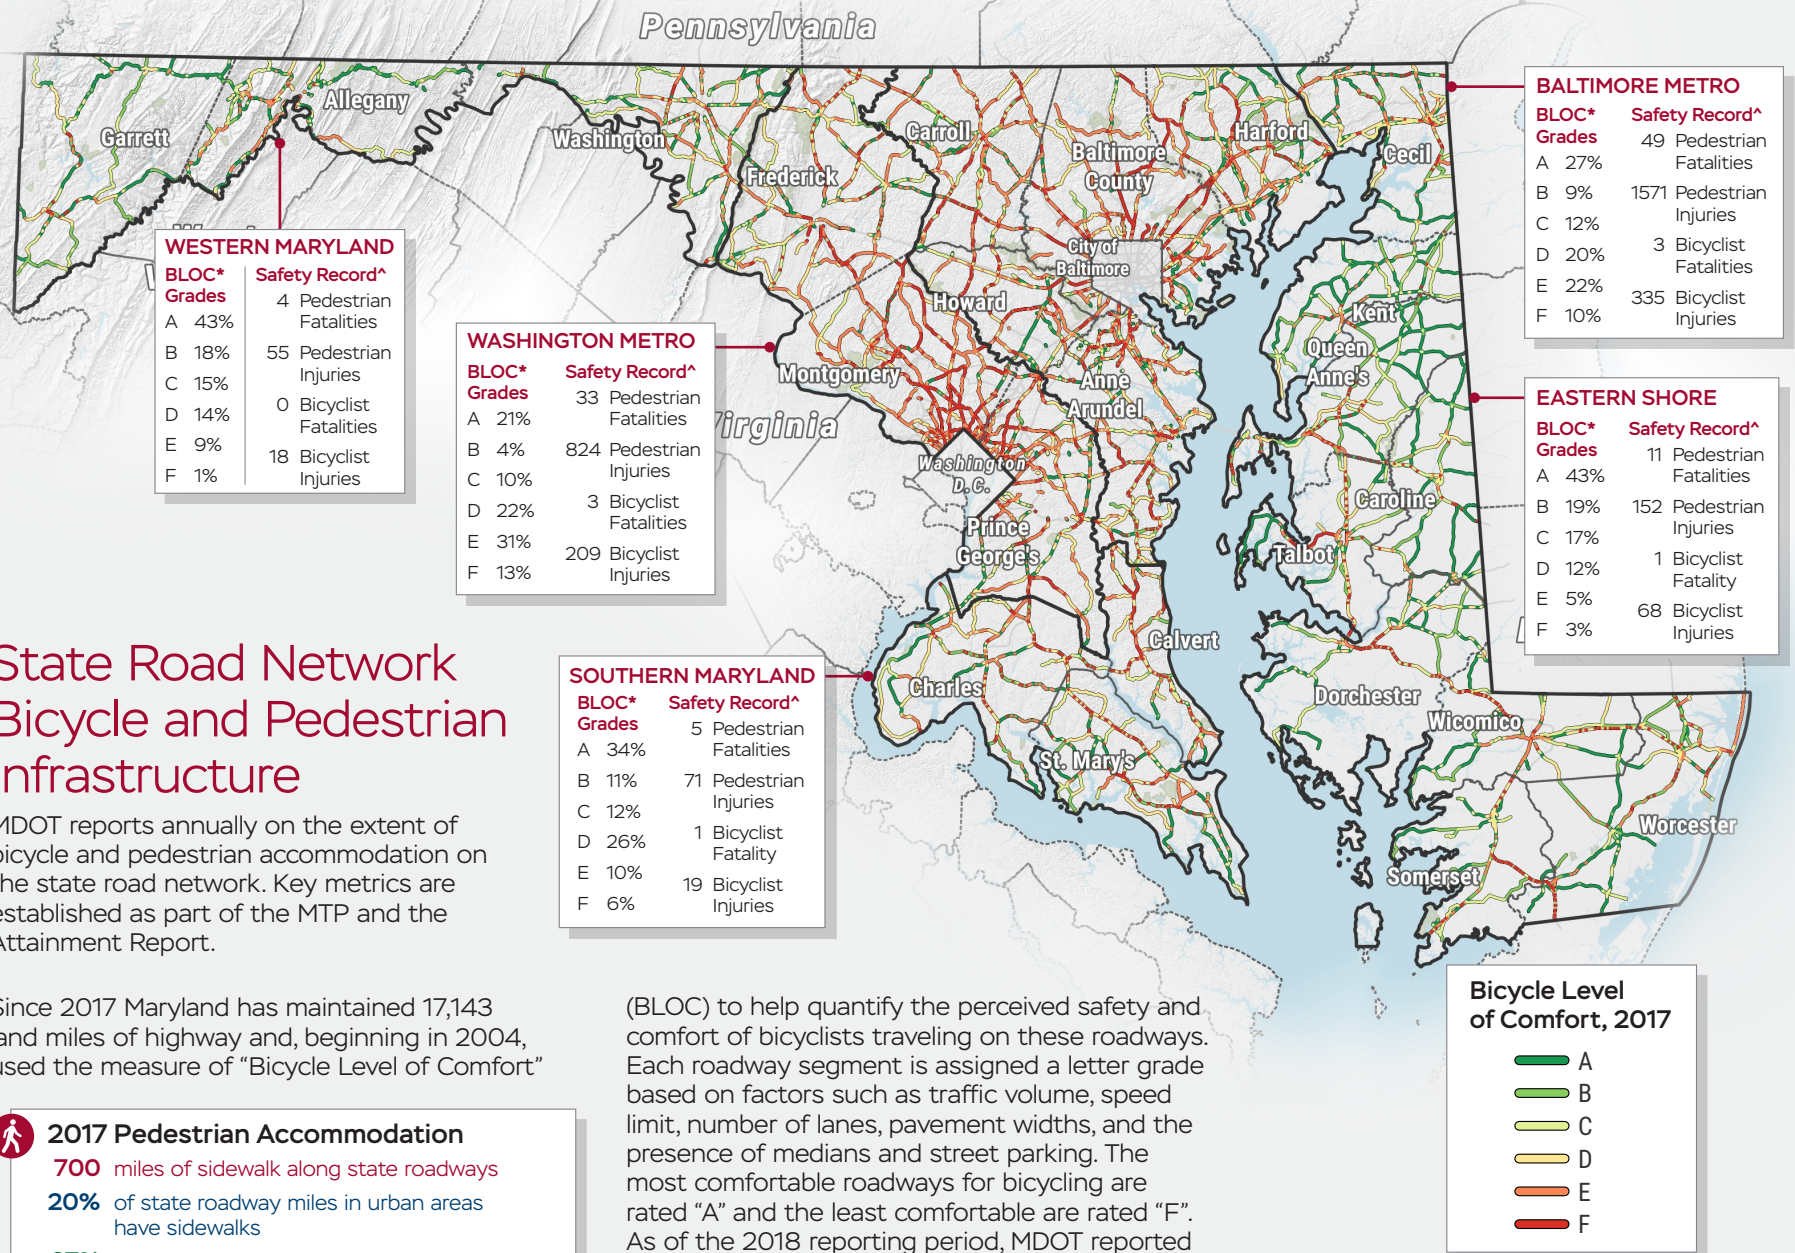 Pennsylvania
Garrett
Allegany
Washington
Frederick
Carroll
Baltimore
County
Harford
Cecil
City of
Baltimore
Howard
Montgomery
Anne
Arundel
Kent
Queen
Anne's
Washington
D.C.
Prince
George's
Caroline
Talbot
Calvert
Charles
St. Mary's
Dorchester
Wicomico
Worcester
Somerset
WESTERN MARYLAND
BLOC*
Grades
A 43%
B 18%
C 15%
D 14%
E 9%
F 1%
Safety Record^
4 Pedestrian
Fatalities
55 Pedestrian
Injuries
0 Bicyclist
Fatalities
18 Bicyclist
Injuries
WASHINGTON METRO
BLOC*
Grades
A 21%
B 4%
C 10%
D 22%
E 31%
F 13%
Safety Record^
33 Pedestrian
Fatalities
824 Pedestrian
Injuries
3 Bicyclist
Fatalities
209 Bicyclist
Injuries
BALTIMORE METRO
BLOC*
Grades
A 27%
B 9%
C 12%
D 20%
E 22%
F 10%
Safety Record^
49 Pedestrian
Fatalities
1571 Pedestrian
Injuries
3 Bicyclist
Fatalities
335 Bicyclist
Injuries
EASTERN SHORE
BLOC*
Grades
A 43%
B 19%
C 17%
D 12%
E 5%
F 3%
Safety Record^
11 Pedestrian
Fatalities
152 Pedestrian
Injuries
1 Bicyclist
Fatality
68 Bicyclist
Injuries
SOUTHERN MARYLAND
BLOC*
Grades
A 34%
B 11%
C 12%
D 26%
E 10%
F 6%
Safety Record^
5 Pedestrian
Fatalities
71 Pedestrian
Injuries
1 Bicyclist
Fatality
19 Bicyclist
Injuries
State Road Network
Bicycle and Pedestrian
Infrastructure
MDOT reports annually on the extent of
bicycle and pedestrian accommodation on
the state road network. Key metrics are
established as part of the MTP and the
Attainment Report.
Since 2017 Maryland has maintained 17,143
land miles of highway and, beginning in 2004,
used the measure of “Bicycle Level of Comfort”
2017 Pedestrian Accommodation
700 miles of sidewalk along state roadways
20% of state roadway miles in urban areas
have sidewalks
(BLOC) to help quantify the perceived safety and
comfort of bicyclists traveling on these roadways.
Each roadway segment is assigned a letter grade
based on factors such as traffic volume, speed
limit, number of lanes, pavement widths, and the
presence of medians and street parking. The
most comfortable roadways for bicycling are
rated “A” and the least comfortable are rated “F”.
As of the 2018 reporting period, MDOT reported
Bicycle Level
of Comfort, 2017
A
B
C
D
E
F